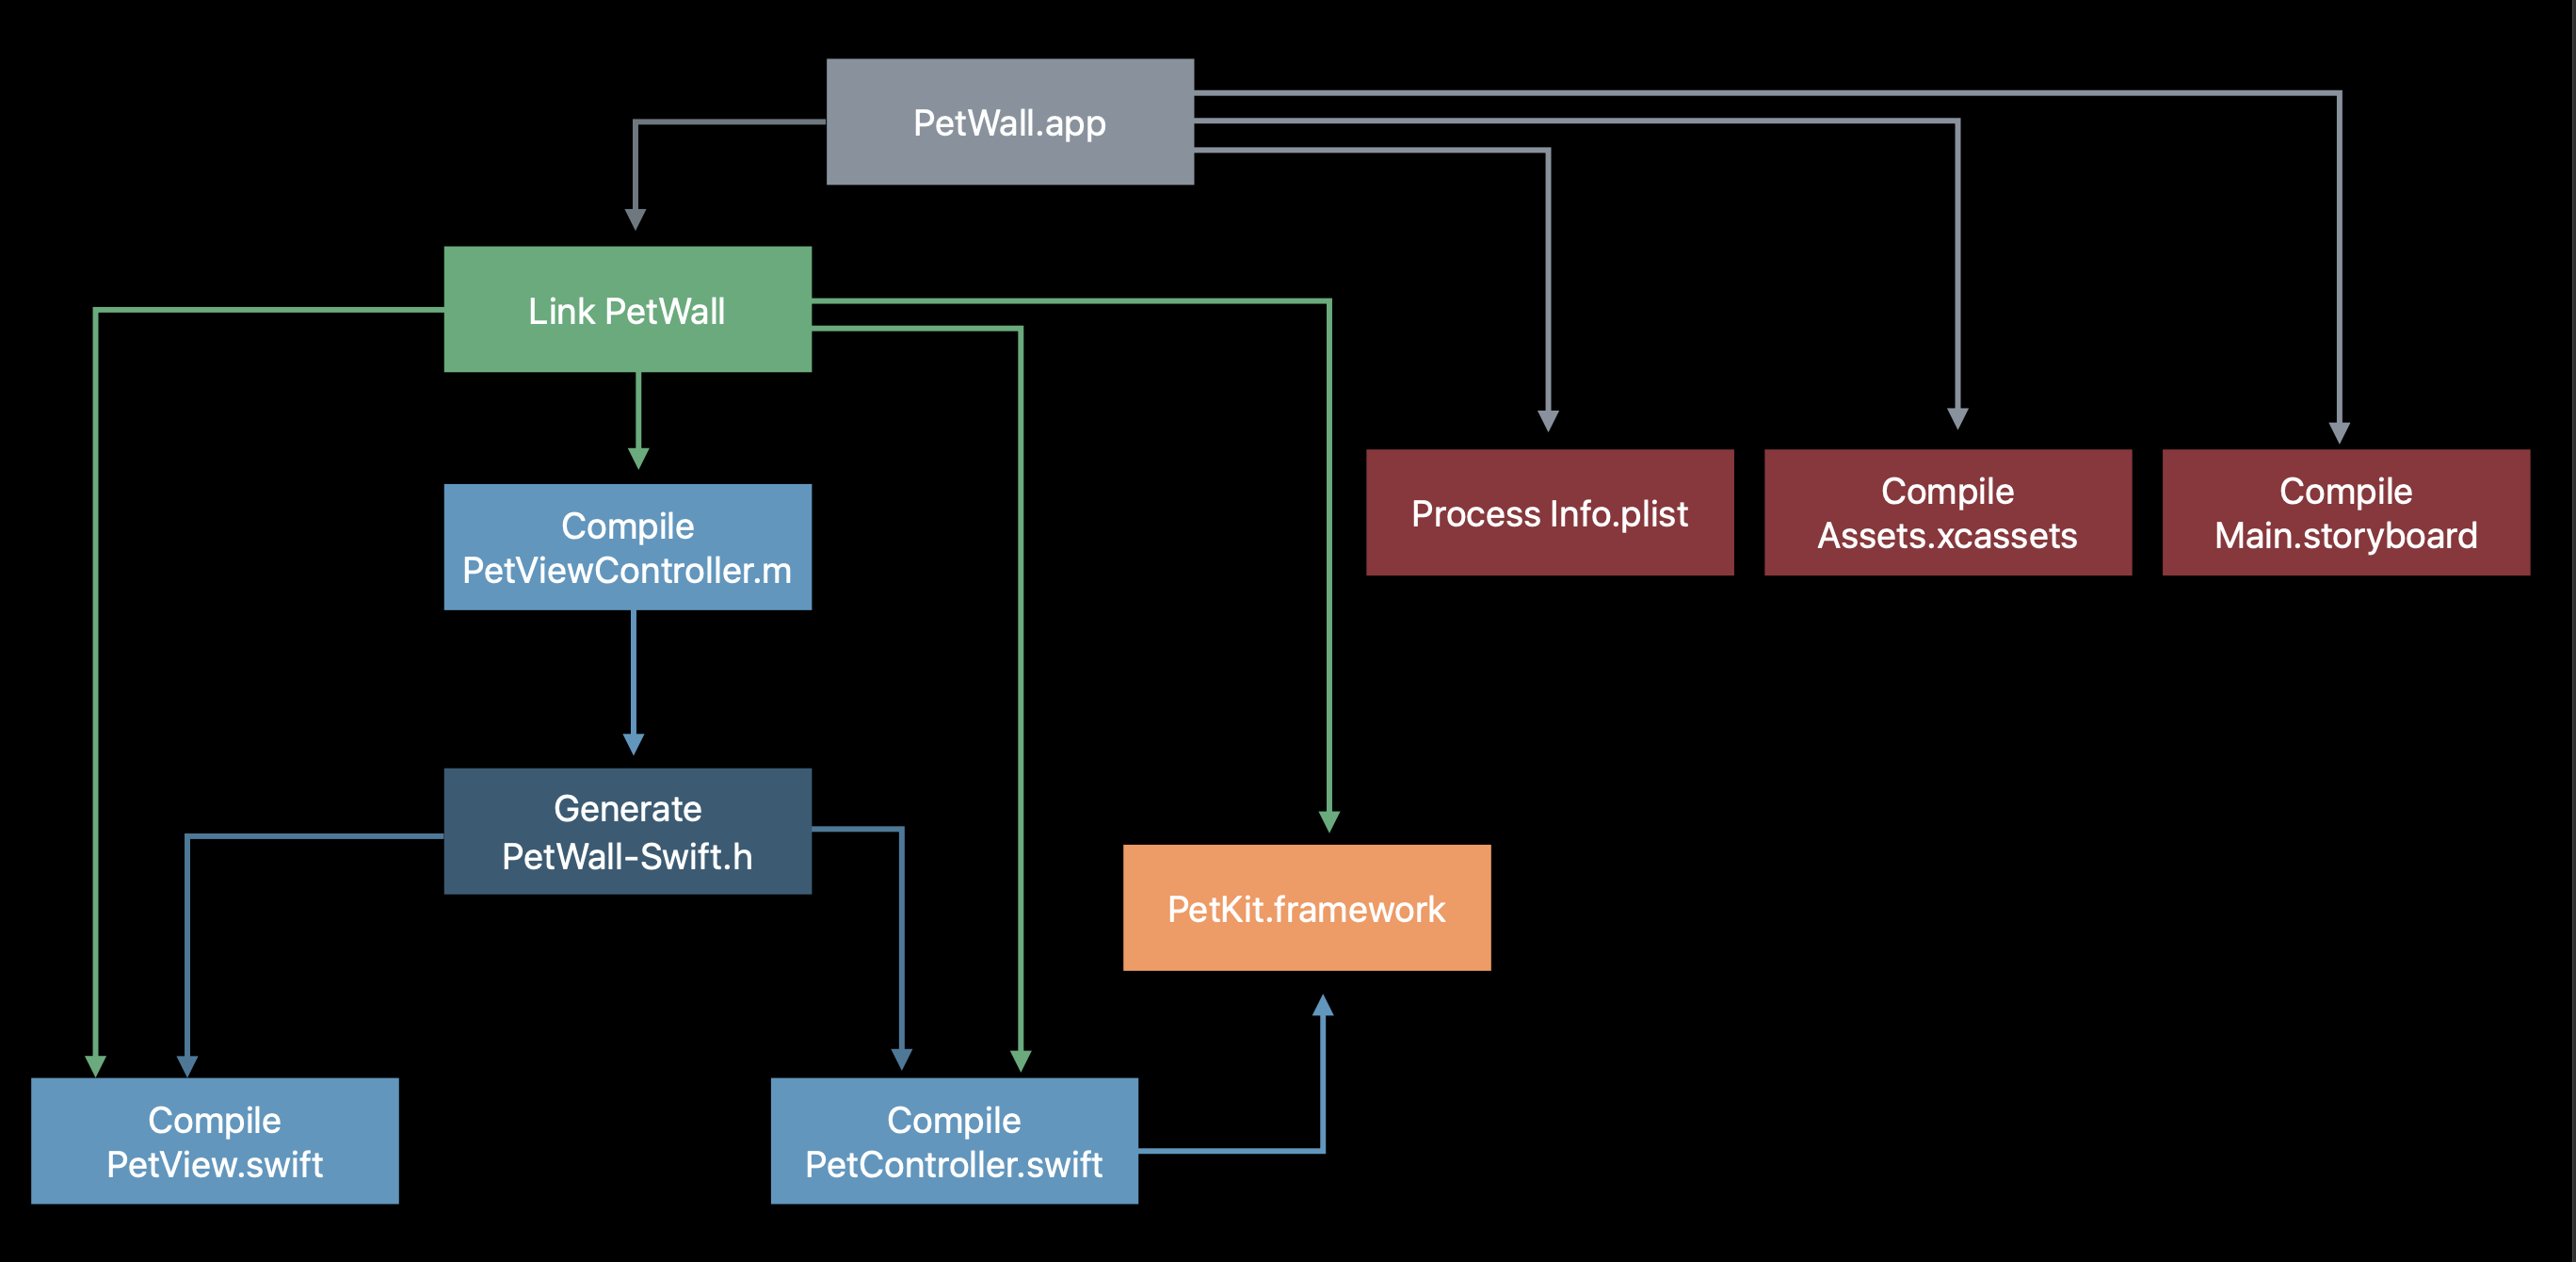 PetWall.app
Link PetWall
Compile
PetViewController.m
Process Info.plist
Compile
Assets.xcassets
Compile
Main.storyboard
Generate
PetWall-Swift.h
PetKit.framework
Compile
PetView.swift
Compile
PetController.swift